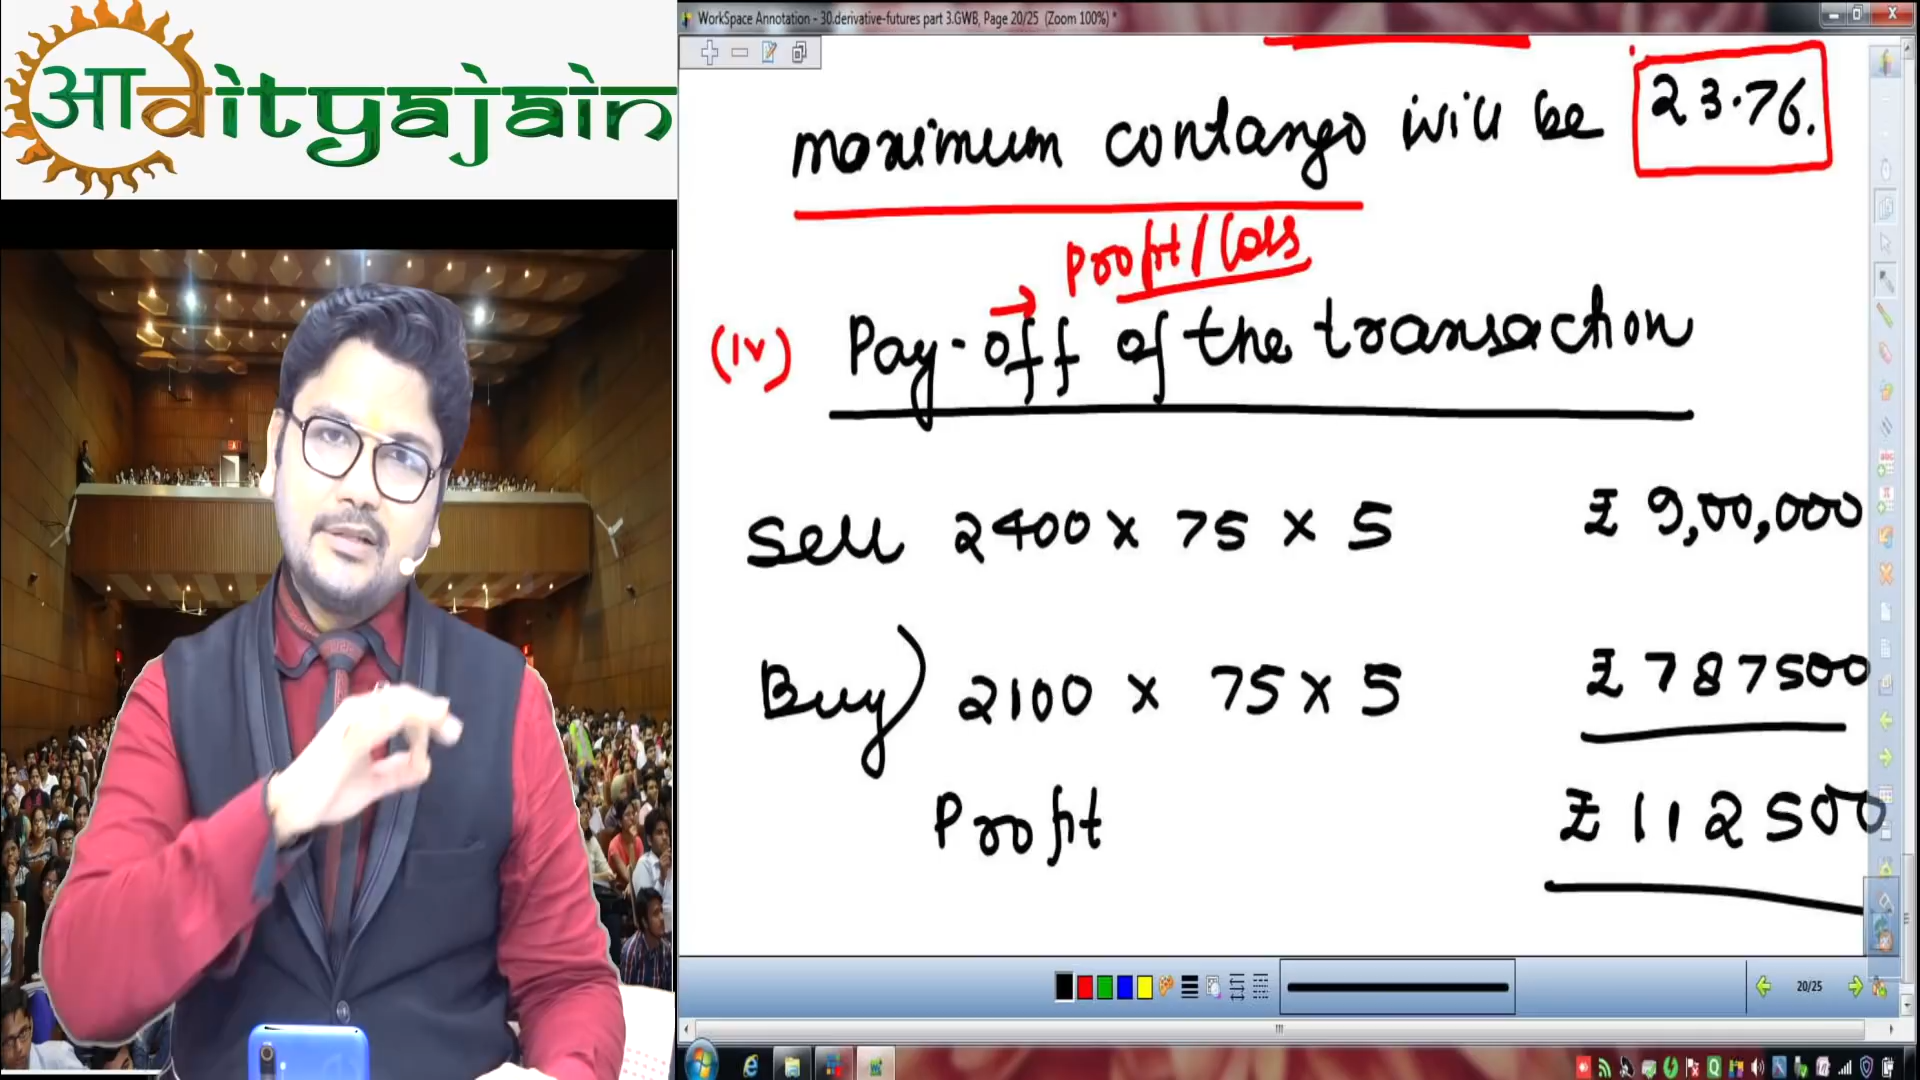 आdityajain
WorkSpace Annotation - 30.derivative-futures part 3.GWB, Page 20/25 (Zoom 100%) *
maximum contango will be 23.76.
Profit/Loss
(iv) Pay-off of the transaction
Sell 2400 x 75 x 5 ₹ 9,00,000
Buy) 2100 x 75 x 5 ₹ 787500
Profit ₹ 112500
20/25